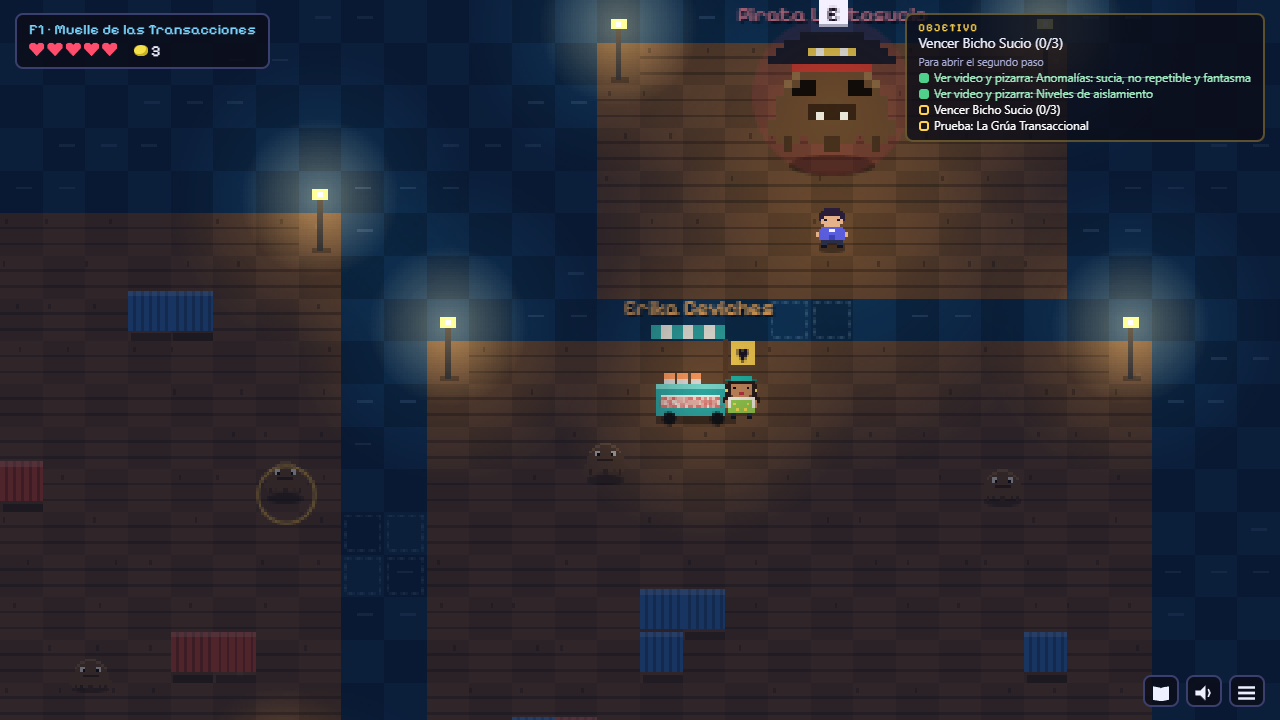 F1 · Muelle de las Transacciones
3
Pirata
E
OBJETIVO
Vencer Bicho Sucio (0/3)
Para abrir el segundo paso
Ver video y pizarra: Anomalías: sucia, no repetible y fantasma
Ver video y pizarra: Niveles de aislamiento
Vencer Bicho Sucio (0/3)
Prueba: La Grúa Transaccional
Erika Ceviches